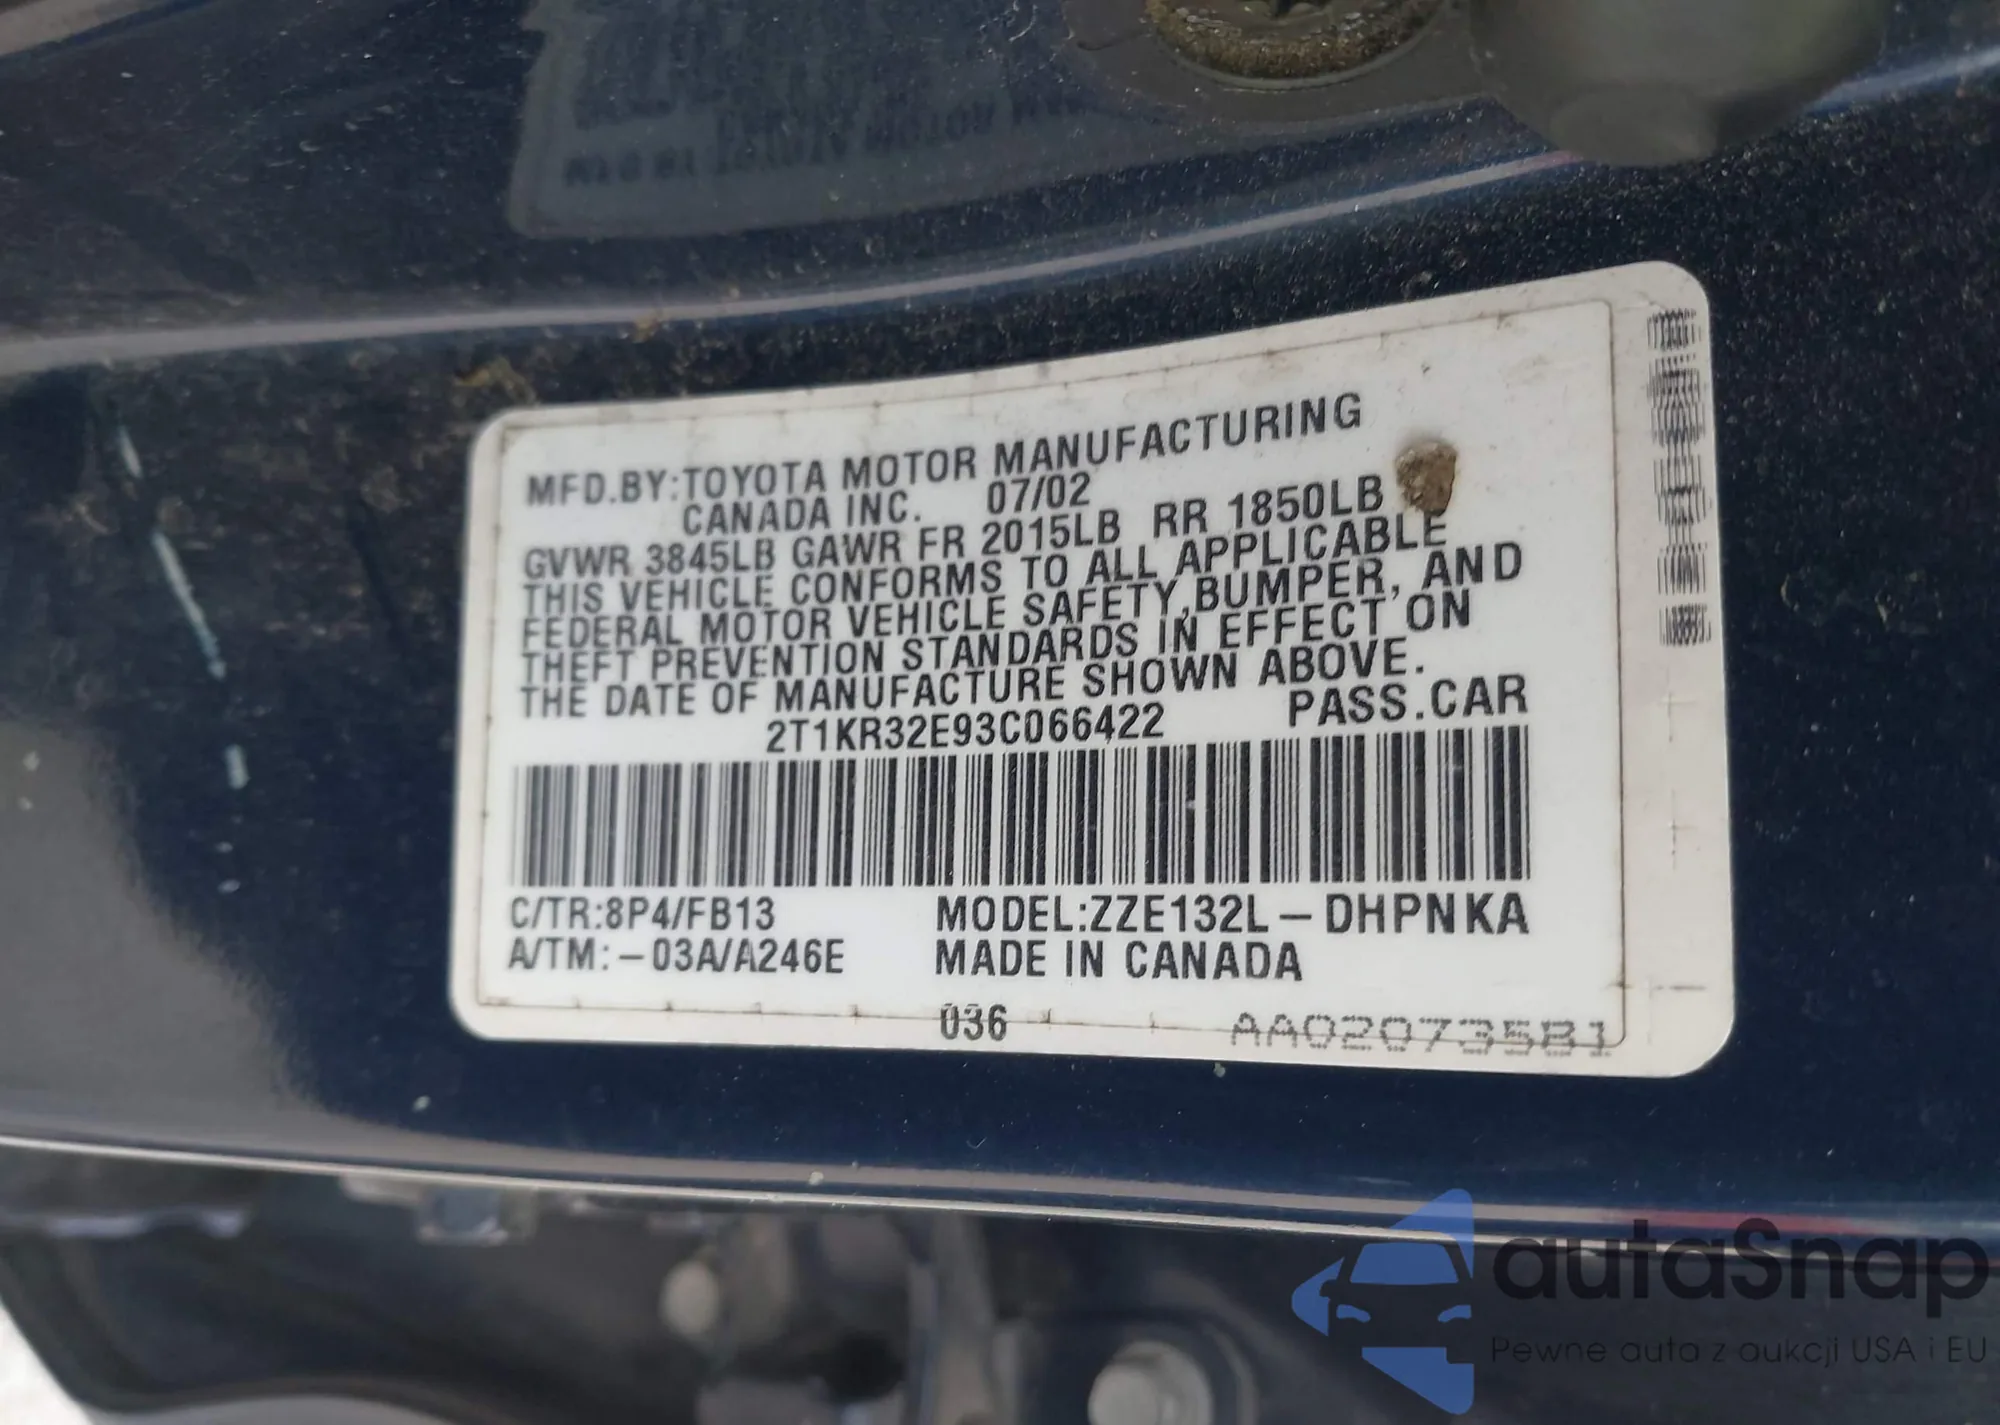 MFD.BY:TOYOTA MOTOR MANUFACTURING
CANADA INC. 07/02
GVWR 3845LB GAWR FR 2015LB RR 1850LB
THIS VEHICLE CONFORMS TO ALL APPLICABLE
FEDERAL MOTOR VEHICLE SAFETY,BUMPER, AND
THEFT PREVENTION STANDARDS IN EFFECT ON
THE DATE OF MANUFACTURE SHOWN ABOVE.
2T1KR32E93C066422 PASS.CAR
C/TR:8P4/FB13 MODEL:ZZE132L-DHPNKA
A/TM:-03A/A246E MADE IN CANADA
036 AA02073581
autaSnap
Pewne auta z aukcji USA i EU